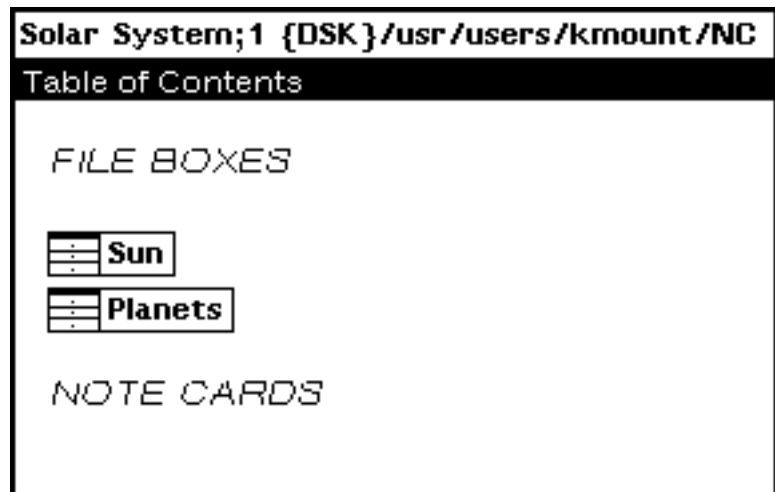 Solar System;1 {DSK}/usr/users/kmount/NC
Table of Contents
FILE BOXES
Sun
Planets
NOTE CARDS